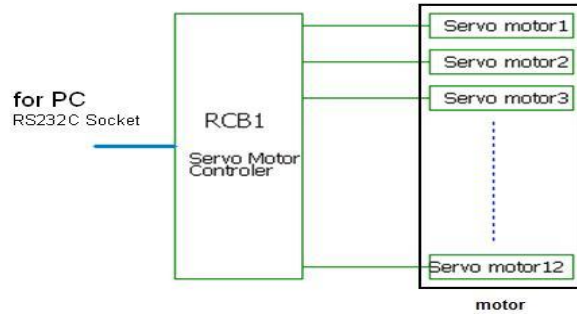 Servo motor1
Servo motor2
Servo motor3
for PC
RS232C Socket
RCB1
Servo Motor
Controler
Servo motor12
motor